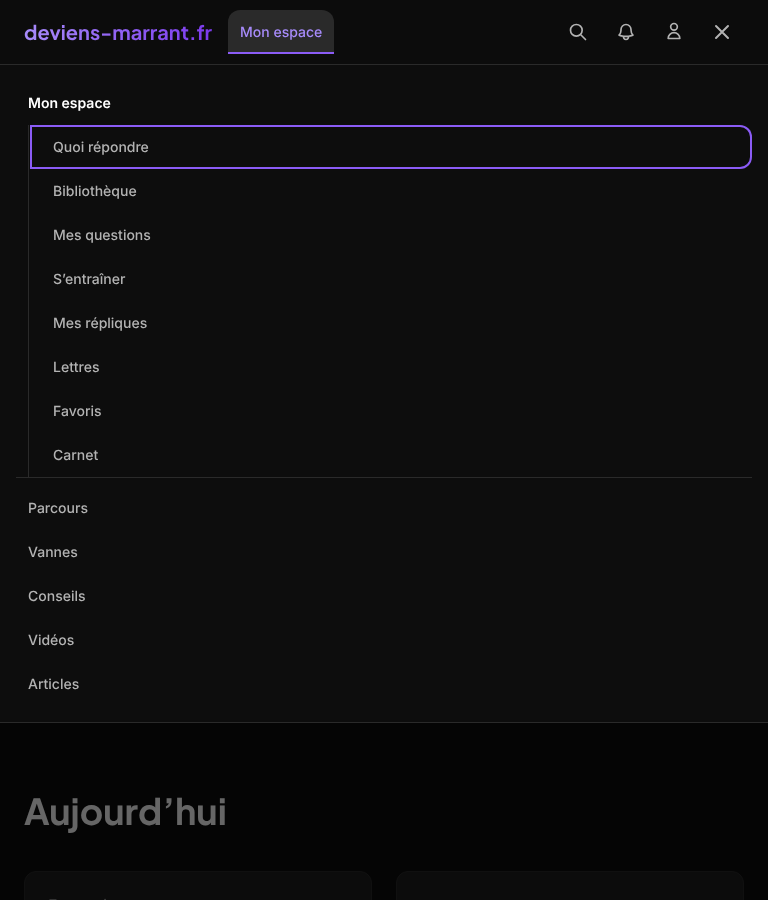 deviens-marrant.fr
Mon espace
Mon espace
Quoi répondre
Bibliothèque
Mes questions
S’entraîner
Mes répliques
Lettres
Favoris
Carnet
Parcours
Vannes
Conseils
Vidéos
Articles
Aujourd’hui